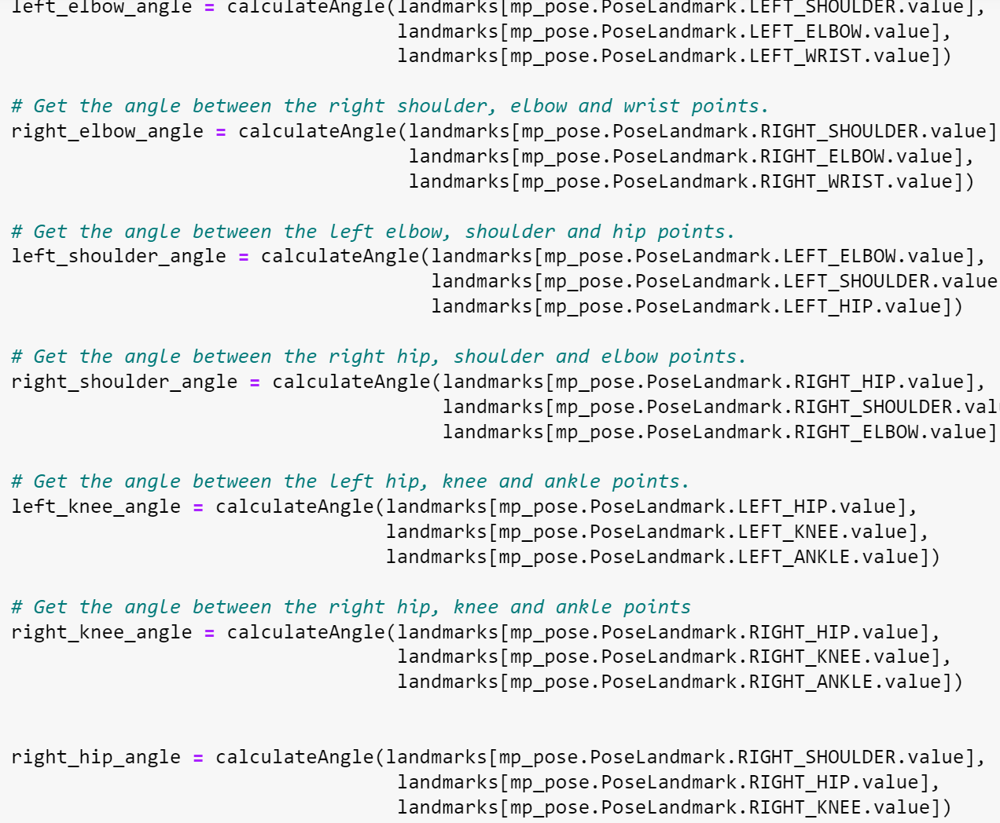 left_elbow_angle = calculateAngle(landmarks[mp_pose.PoseLandmark.LEFT_SHOULDER.value],
landmarks[mp_pose.PoseLandmark.LEFT_ELBOW.value],
landmarks[mp_pose.PoseLandmark.LEFT_WRIST.value])
# Get the angle between the right shoulder, elbow and wrist points.
right_elbow_angle = calculateAngle(landmarks[mp_pose.PoseLandmark.RIGHT_SHOULDER.value]
landmarks[mp_pose.PoseLandmark.RIGHT_ELBOW.value],
landmarks[mp_pose.PoseLandmark.RIGHT_WRIST.value])
# Get the angle between the left elbow, shoulder and hip points.
left_shoulder_angle = calculateAngle(landmarks[mp_pose.PoseLandmark.LEFT_ELBOW.value],
landmarks[mp_pose.PoseLandmark.LEFT_SHOULDER.value
landmarks[mp_pose.PoseLandmark.LEFT_HIP.value])
# Get the angle between the right hip, shoulder and elbow points.
right_shoulder_angle = calculateAngle(landmarks[mp_pose.PoseLandmark.RIGHT_HIP.value],
landmarks[mp_pose.PoseLandmark.RIGHT_SHOULDER.val
landmarks[mp_pose.PoseLandmark.RIGHT_ELBOW.value]
# Get the angle between the left hip, knee and ankle points.
left_knee_angle = calculateAngle(landmarks[mp_pose.PoseLandmark.LEFT_HIP.value],
landmarks[mp_pose.PoseLandmark.LEFT_KNEE.value],
landmarks[mp_pose.PoseLandmark.LEFT_ANKLE.value])
# Get the angle between the right hip, knee and ankle points
right_knee_angle = calculateAngle(landmarks[mp_pose.PoseLandmark.RIGHT_HIP.value],
landmarks[mp_pose.PoseLandmark.RIGHT_KNEE.value],
landmarks[mp_pose.PoseLandmark.RIGHT_ANKLE.value])
right_hip_angle = calculateAngle(landmarks[mp_pose.PoseLandmark.RIGHT_SHOULDER.value],
landmarks[mp_pose.PoseLandmark.RIGHT_HIP.value],
landmarks[mp_pose.PoseLandmark.RIGHT_KNEE.value])